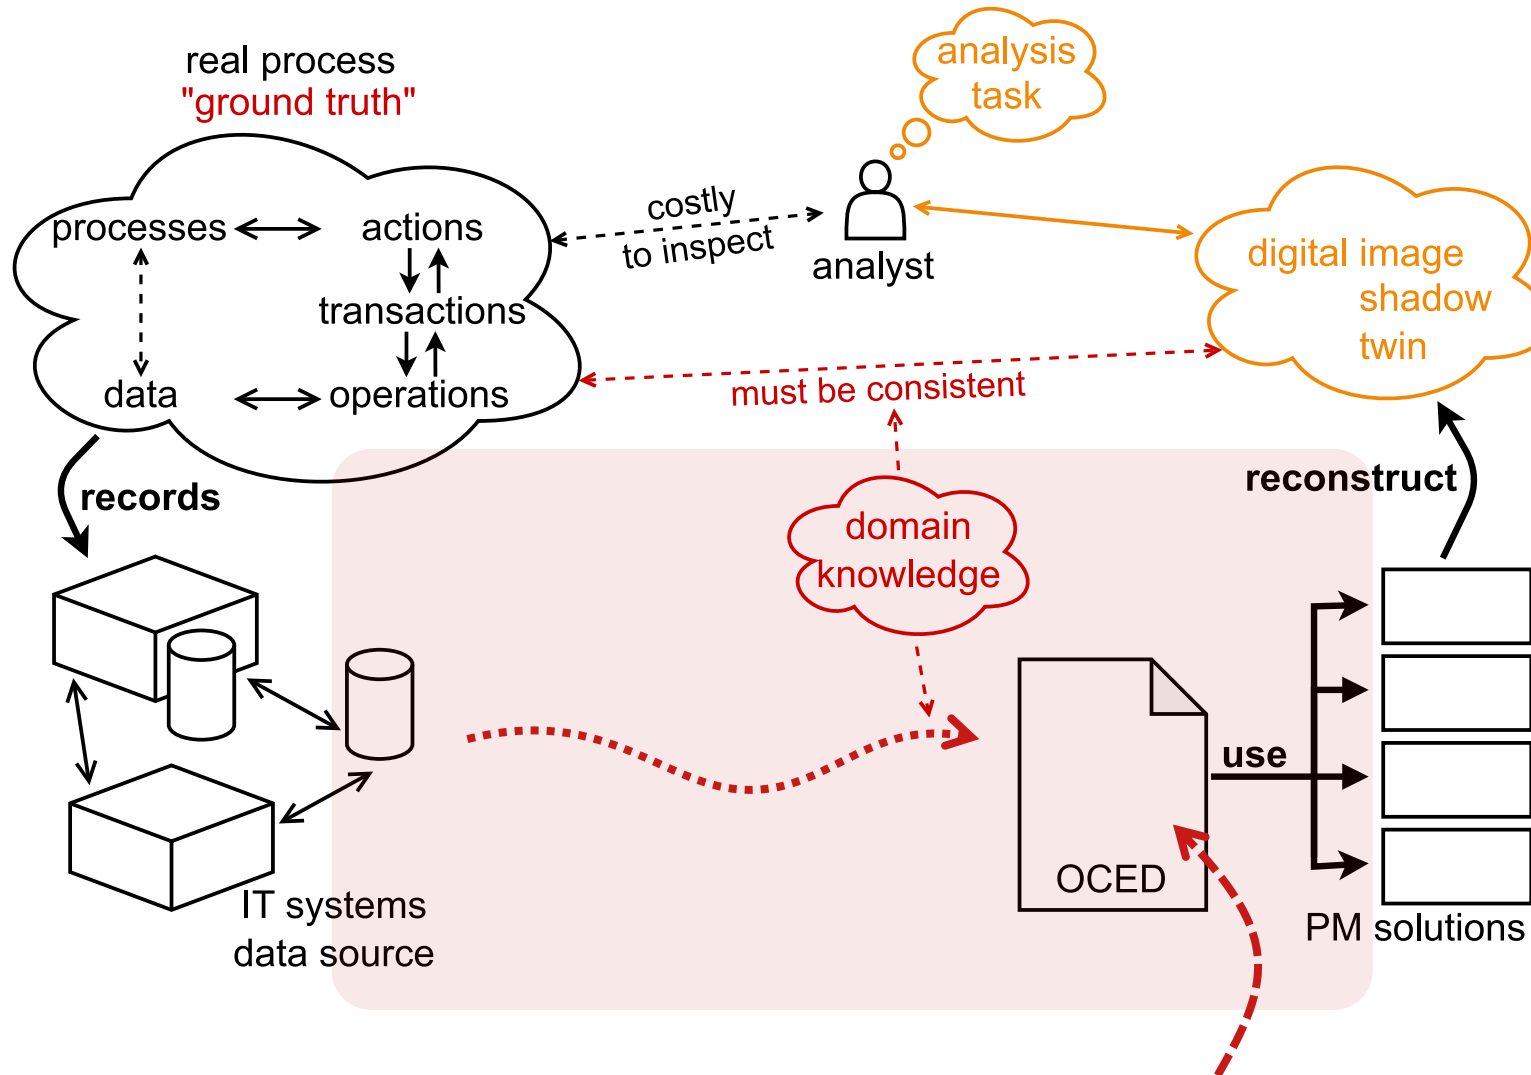 real process
"ground truth"
analysis
task
processes
actions
costly
to inspect
analyst
digital image
shadow
twin
transactions
data
operations
must be consistent
records
reconstruct
domain
knowledge
use
OCED
IT systems
data source
PM solutions